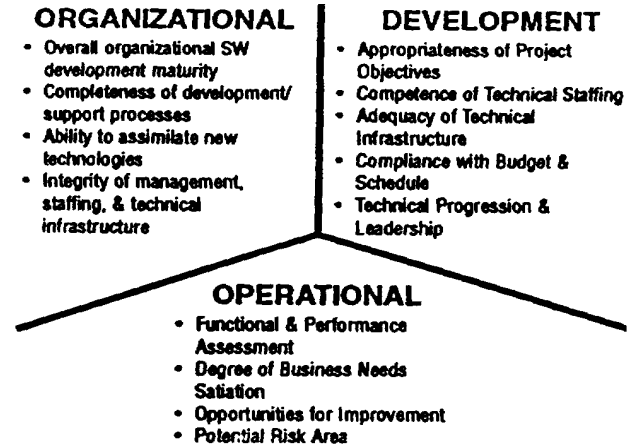 ORGANIZATIONAL
• Overall organizational SW
development maturity
• Completeness of development/
support processes
• Ability to assimilate new
technologies
• Integrity of management,
staffing, & technical
infrastructure
DEVELOPMENT
• Appropriateness of Project
Objectives
• Competence of Technical Staffing
• Adequacy of Technical
Infrastructure
• Compliance with Budget &
Schedule
• Technical Progression &
Leadership
OPERATIONAL
• Functional & Performance
Assessment
• Degree of Business Needs
Satiation
• Opportunities for Improvement
• Potential Risk Area